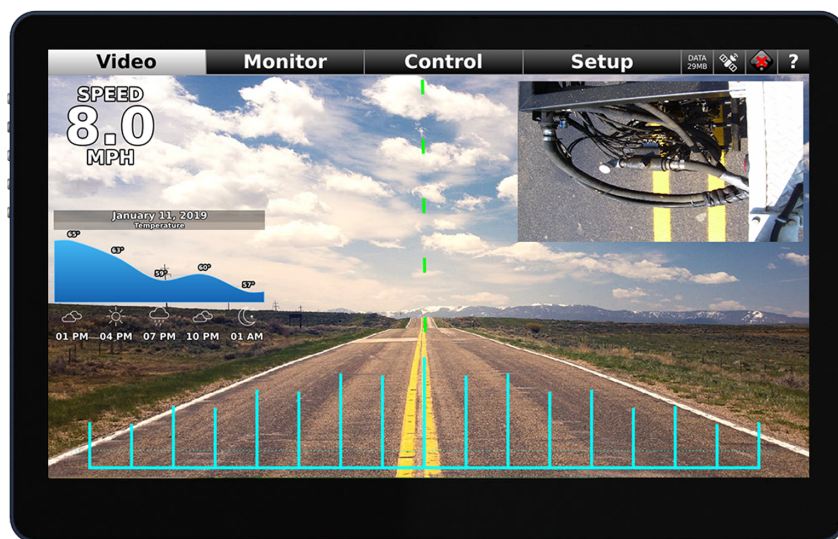 Video Monitor Control Setup DATA 29MB ?
SPEED
8.0
MPH
January 11, 2019
Temperature
65° 63° 59° 60° 57°
01 PM 04 PM 07 PM 10 PM 01 AM